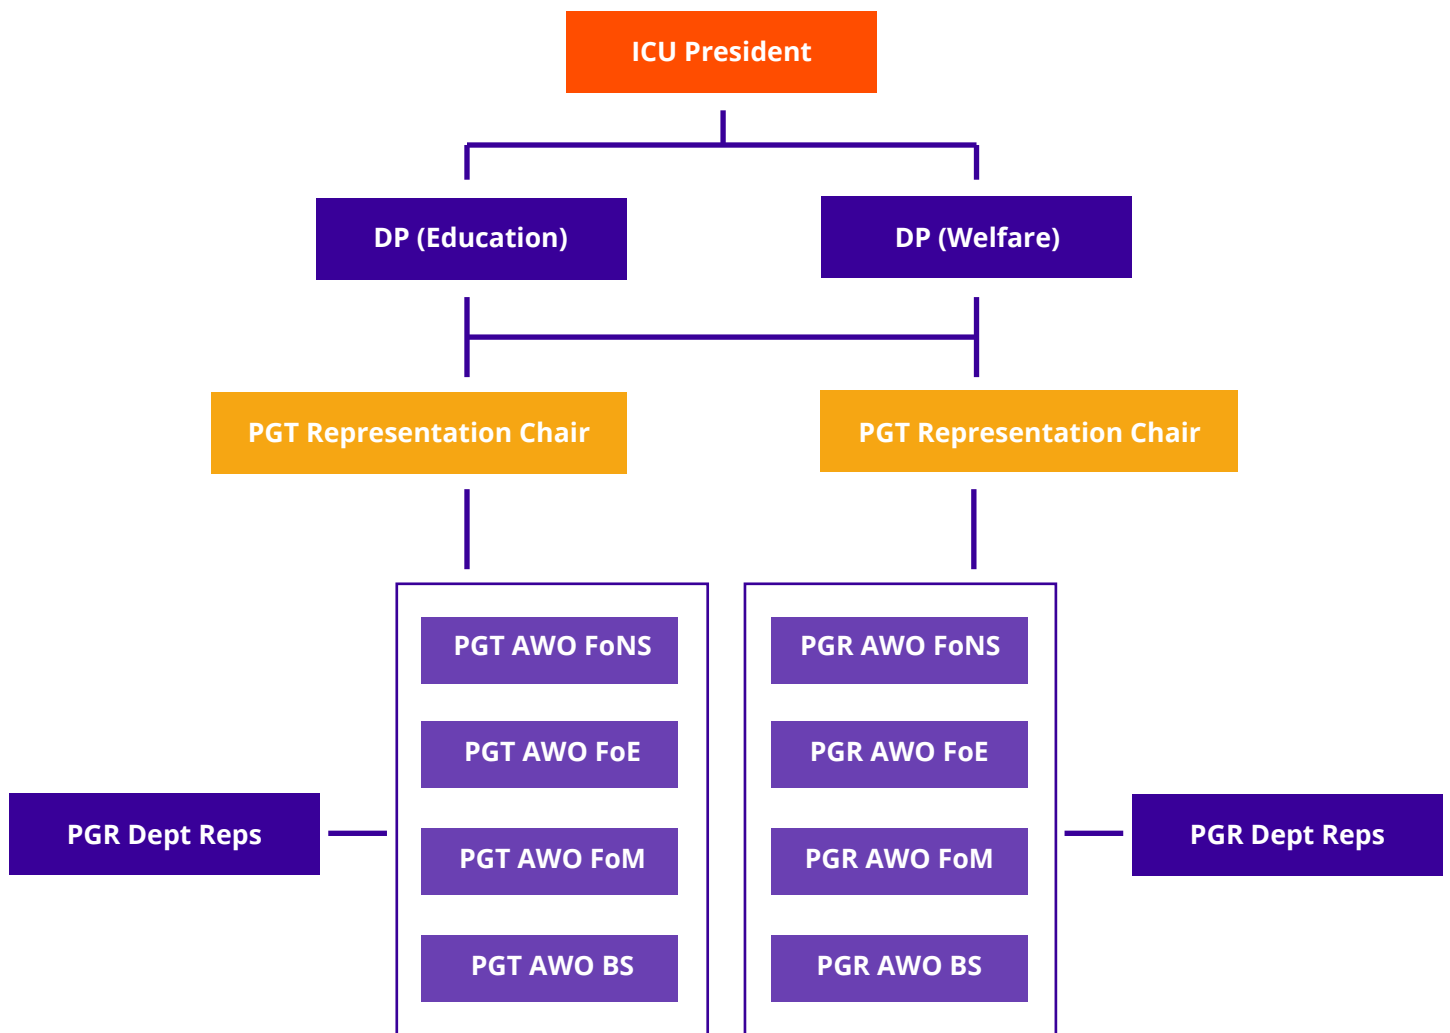 ICU President
DP (Education)
DP (Welfare)
PGT Representation Chair
PGT Representation Chair
PGT AWO FoNS
PGR AWO FoNS
PGT AWO FoE
PGR AWO FoE
PGR Dept Reps
PGT AWO FoM
PGR AWO FoM
PGR Dept Reps
PGT AWO BS
PGR AWO BS